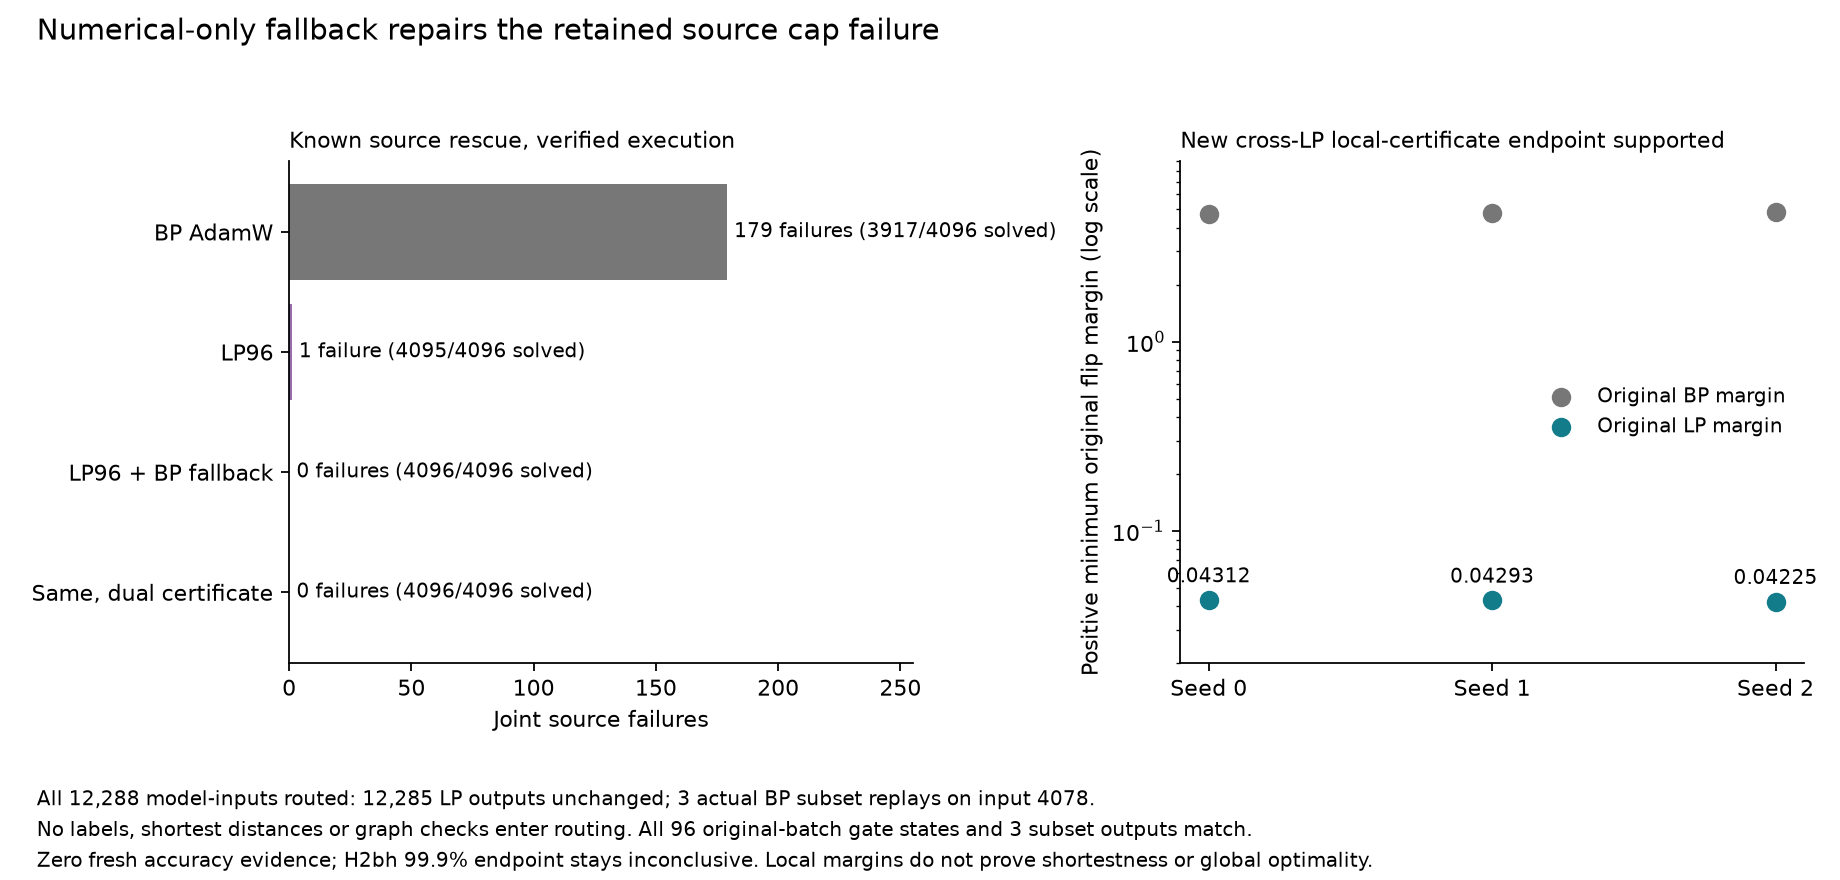 Numerical-only fallback repairs the retained source cap failure
Known source rescue, verified execution
BP AdamW
179 failures (3917/4096 solved)
LP96
1 failure (4095/4096 solved)
LP96 + BP fallback
0 failures (4096/4096 solved)
Same, dual certificate
0 failures (4096/4096 solved)
0 50 100 150 200 250
Joint source failures
New cross-LP local-certificate endpoint supported
Positive minimum original flip margin (log scale)
10⁰
10⁻¹
Original BP margin
Original LP margin
0.04312 0.04293 0.04225
Seed 0 Seed 1 Seed 2
All 12,288 model-inputs routed: 12,285 LP outputs unchanged; 3 actual BP subset replays on input 4078.
No labels, shortest distances or graph checks enter routing. All 96 original-batch gate states and 3 subset outputs match.
Zero fresh accuracy evidence; H2bh 99.9% endpoint stays inconclusive. Local margins do not prove shortestness or global optimality.